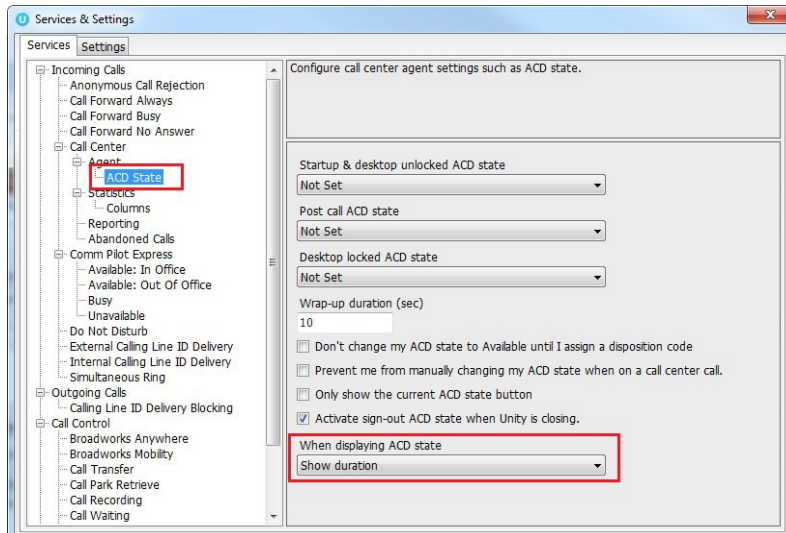 Services & Settings
Services Settings
Incoming Calls
Anonymous Call Rejection
Call Forward Always
Call Forward Busy
Call Forward No Answer
Call Center
Agent
ACD State
Statistics
Columns
Reporting
Abandoned Calls
Comm Pilot Express
Available: In Office
Available: Out Of Office
Busy
Unavailable
Do Not Disturb
External Calling Line ID Delivery
Internal Calling Line ID Delivery
Simultaneous Ring
Outgoing Calls
Calling Line ID Delivery Blocking
Call Control
Broadworks Anywhere
Broadworks Mobility
Call Transfer
Call Park Retrieve
Call Recording
Call Waiting
Configure call center agent settings such as ACD state.
Startup & desktop unlocked ACD state
Not Set
Post call ACD state
Not Set
Desktop locked ACD state
Not Set
Wrap-up duration (sec)
10
Don't change my ACD state to Available until I assign a disposition code
Prevent me from manually changing my ACD state when on a call center call.
Only show the current ACD state button
Activate sign-out ACD state when Unity is closing.
When displaying ACD state
Show duration